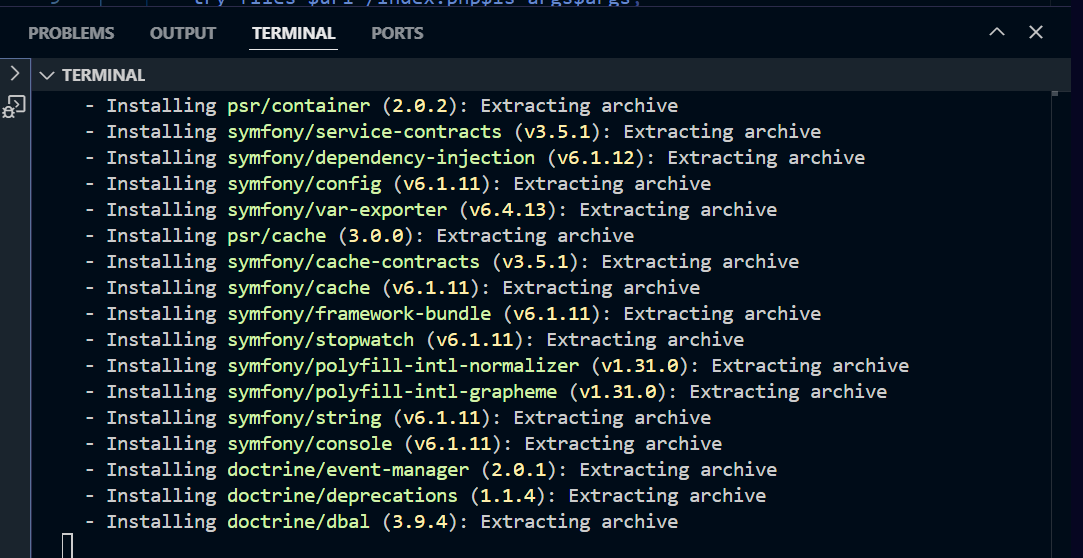 try_files $uri /index.php$is_args$args;
PROBLEMS OUTPUT TERMINAL PORTS
TERMINAL
- Installing psr/container (2.0.2): Extracting archive
- Installing symfony/service-contracts (v3.5.1): Extracting archive
- Installing symfony/dependency-injection (v6.1.12): Extracting archive
- Installing symfony/config (v6.1.11): Extracting archive
- Installing symfony/var-exporter (v6.4.13): Extracting archive
- Installing psr/cache (3.0.0): Extracting archive
- Installing symfony/cache-contracts (v3.5.1): Extracting archive
- Installing symfony/cache (v6.1.11): Extracting archive
- Installing symfony/framework-bundle (v6.1.11): Extracting archive
- Installing symfony/stopwatch (v6.1.11): Extracting archive
- Installing symfony/polyfill-intl-normalizer (v1.31.0): Extracting archive
- Installing symfony/polyfill-intl-grapheme (v1.31.0): Extracting archive
- Installing symfony/string (v6.1.11): Extracting archive
- Installing symfony/console (v6.1.11): Extracting archive
- Installing doctrine/event-manager (2.0.1): Extracting archive
- Installing doctrine/deprecations (1.1.4): Extracting archive
- Installing doctrine/dbal (3.9.4): Extracting archive